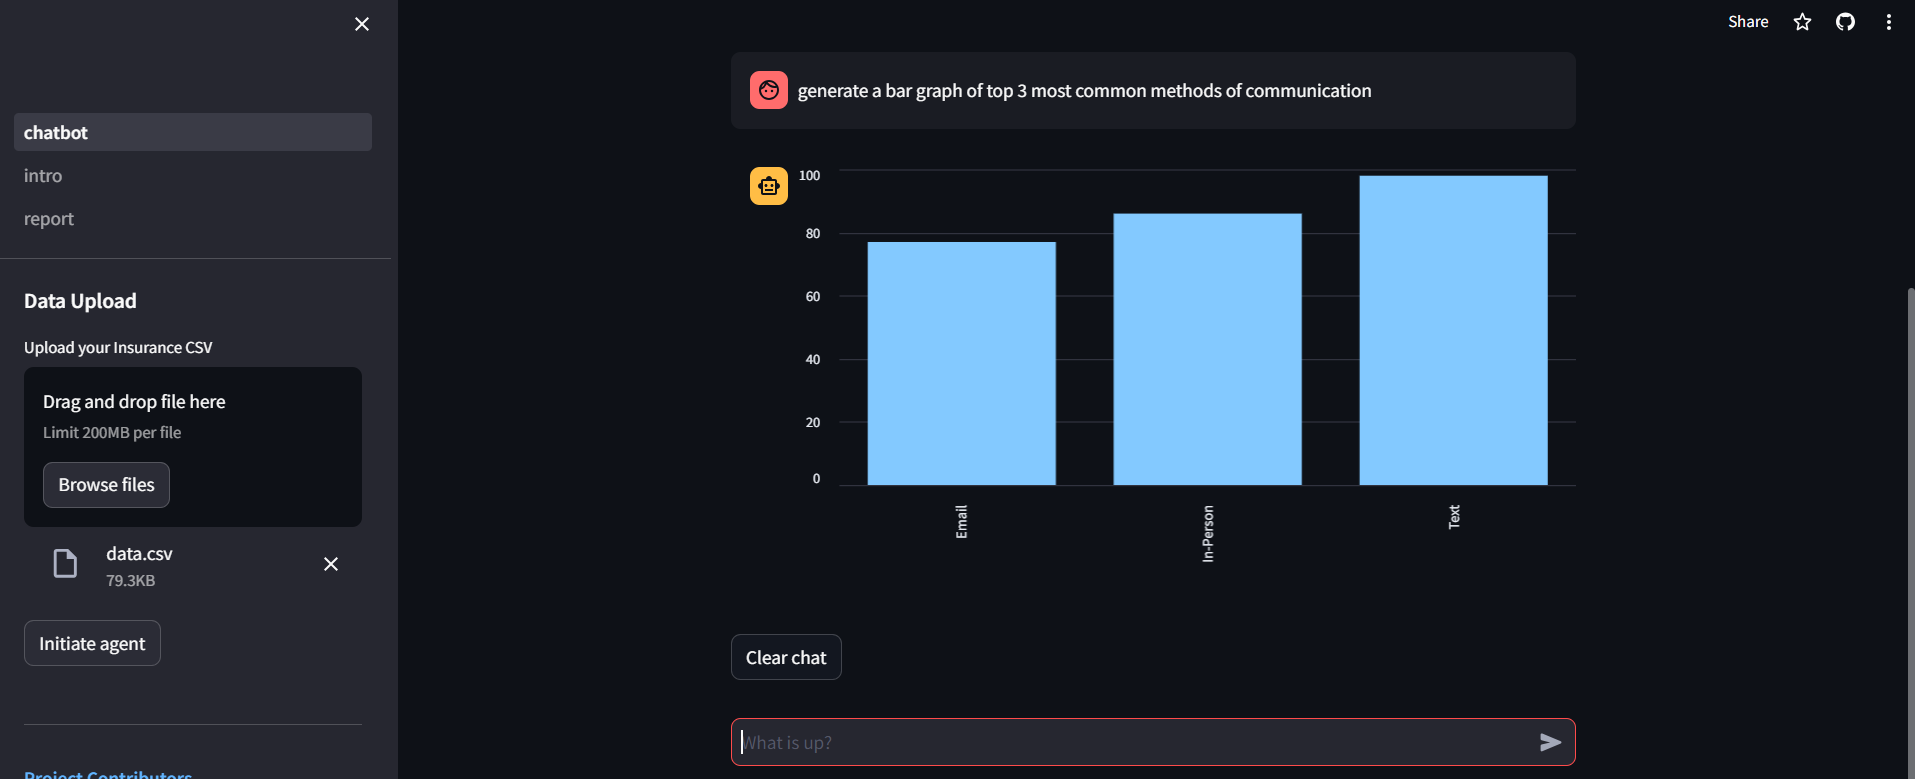 Share
chatbot
intro
report
Data Upload
Upload your Insurance CSV
Drag and drop file here
Limit 200MB per file
Browse files
data.csv
79.3KB
Initiate agent
Project Contributors
generate a bar graph of top 3 most common methods of communication
100
80
60
40
20
0
Email
In-Person
Text
Clear chat
What is up?